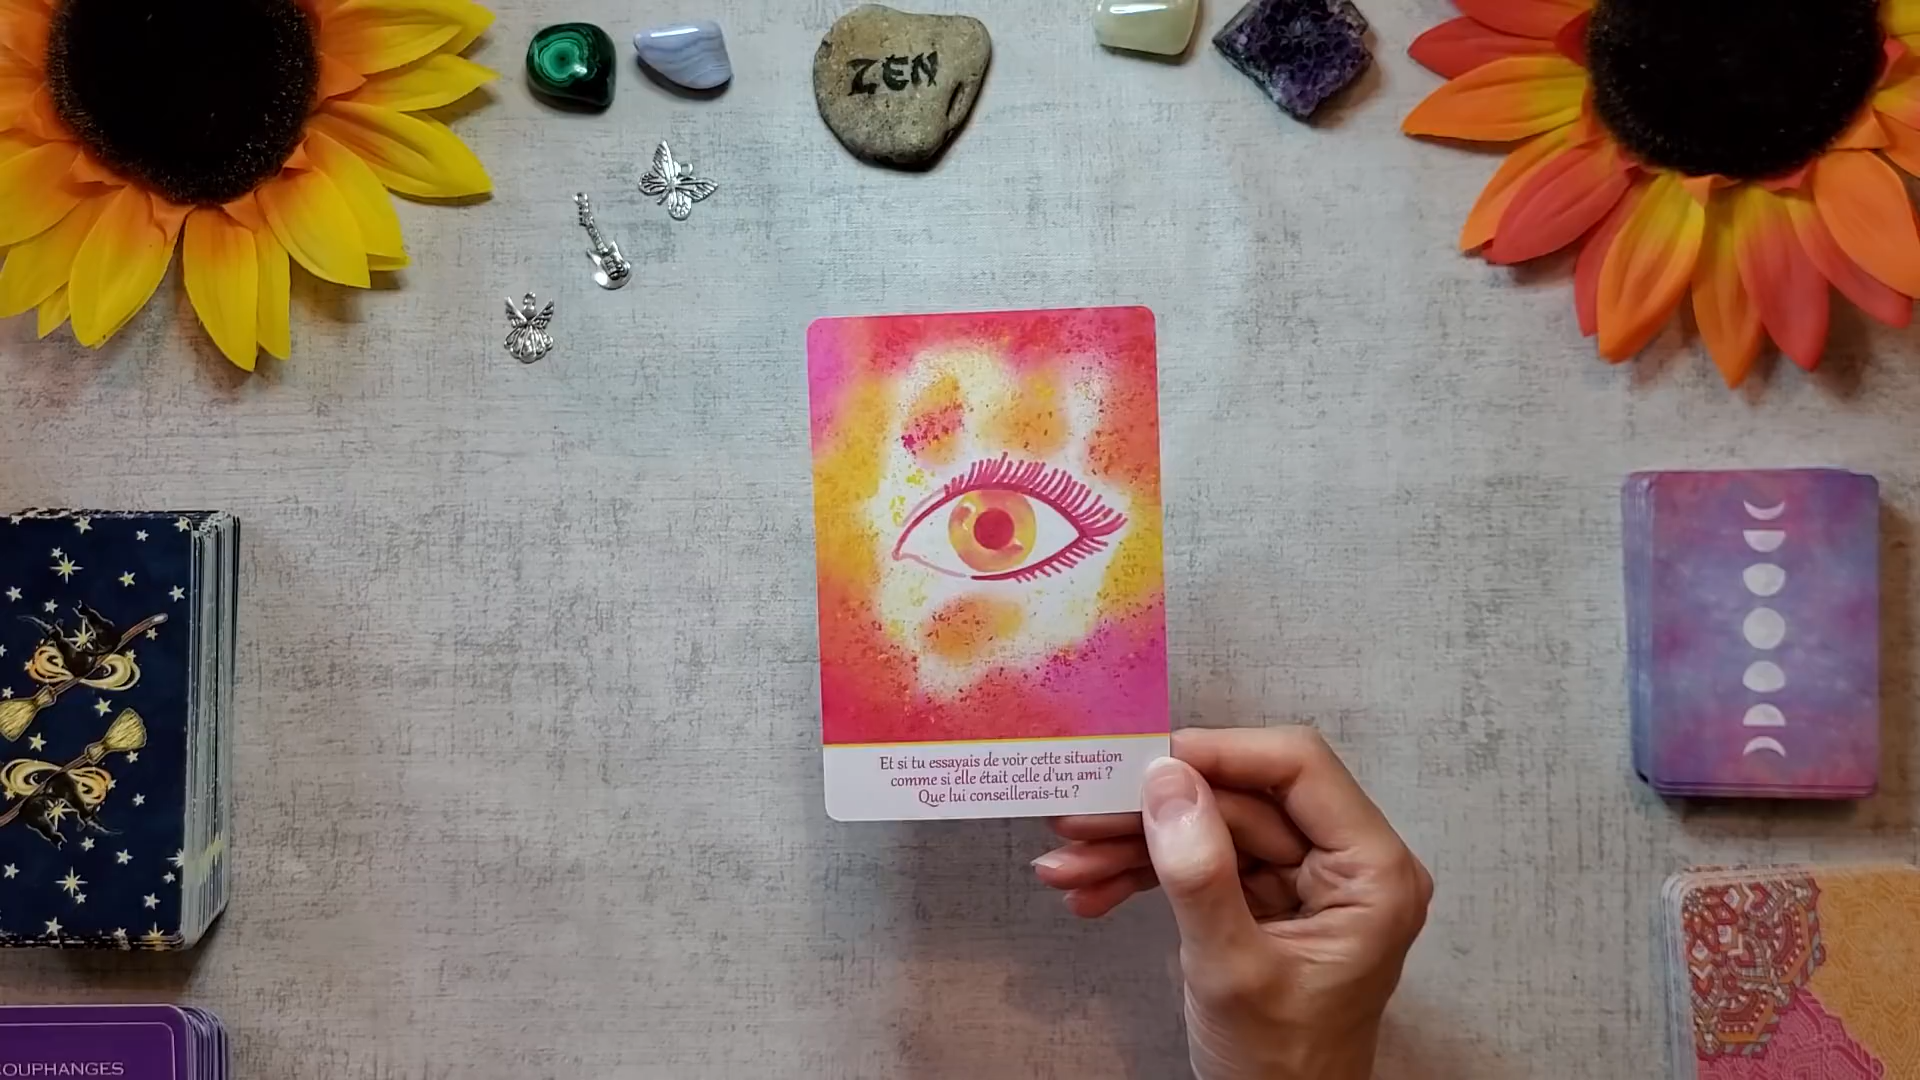 ZEN
Et si tu essayais de voir cette situation
comme si elle était celle d'un ami ?
Que lui conseillerais-tu ?
OUPHANGES